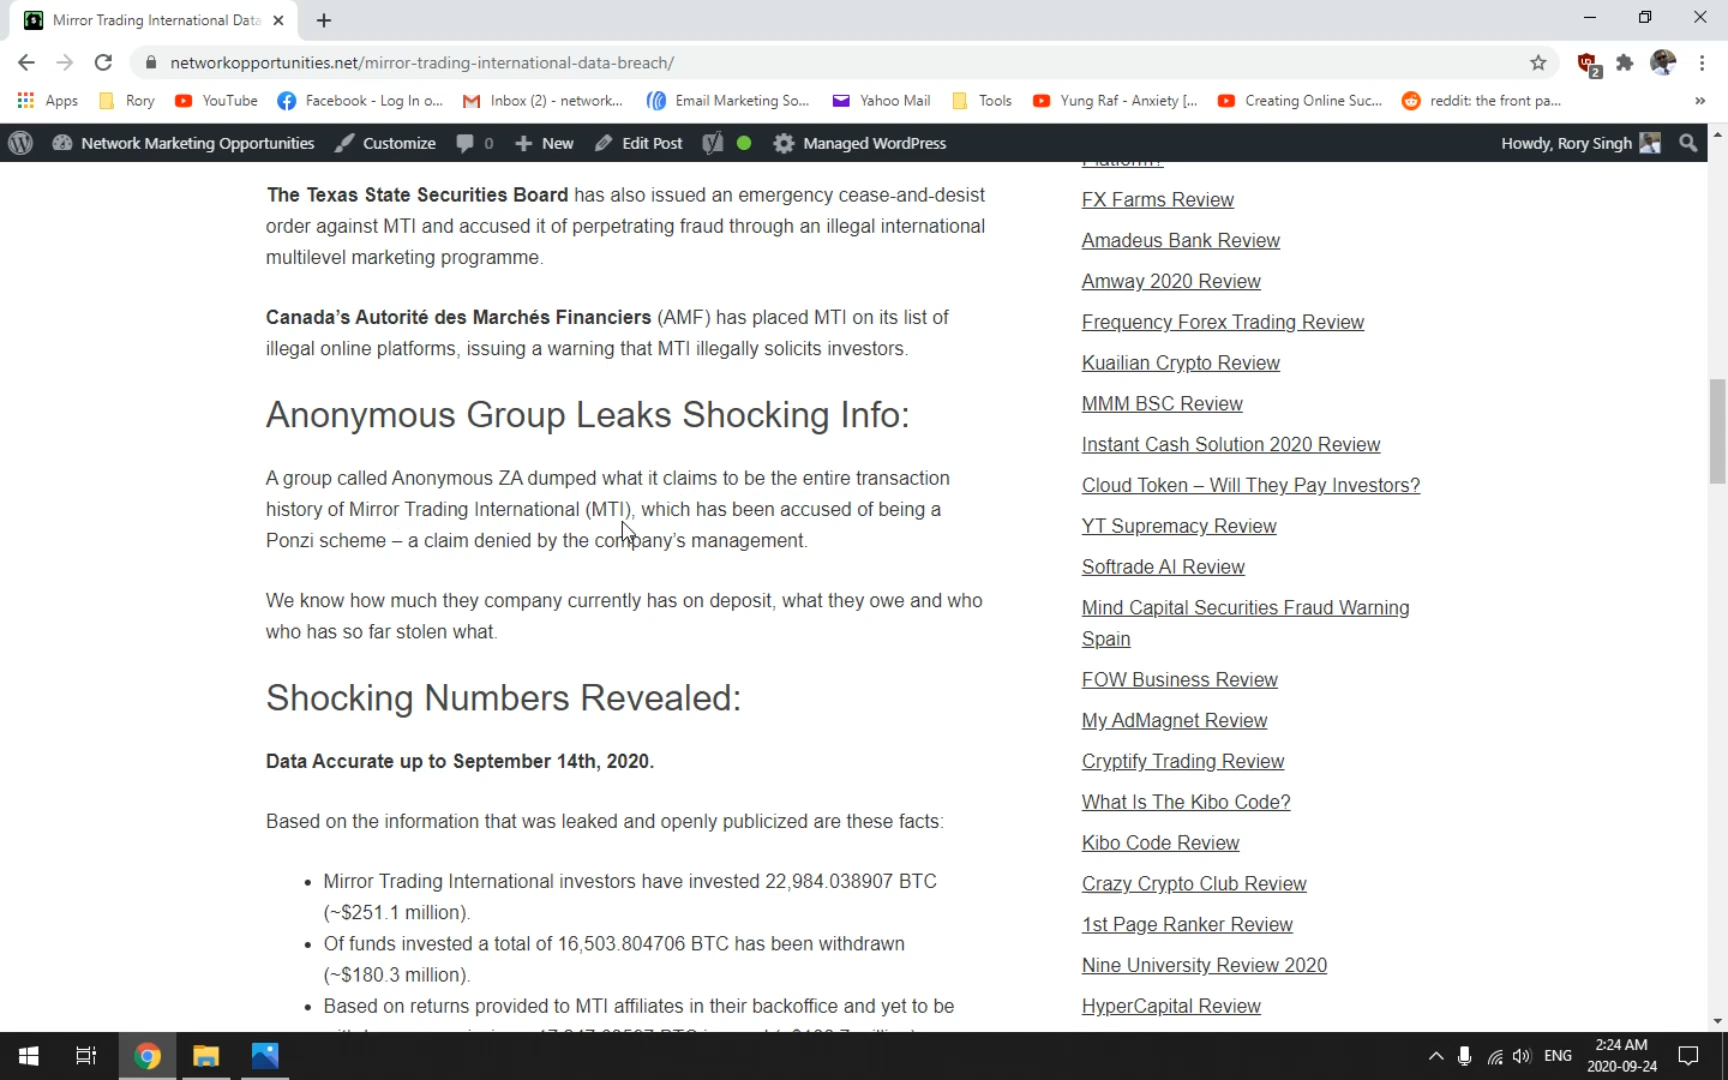 Mirror Trading International Data
networkopportunities.net/mirror-trading-international-data-breach/
2
Apps Rory YouTube Facebook - Log In o... Inbox (2) - network... Email Marketing So... Yahoo Mail Tools Yung Raf - Anxiety [... Creating Online Suc... reddit: the front pa... »
Network Marketing Opportunities Customize 0 New Edit Post Managed WordPress Howdy, Rory Singh
The Texas State Securities Board has also issued an emergency cease-and-desist
order against MTI and accused it of perpetrating fraud through an illegal international
multilevel marketing programme.
Canada’s Autorité des Marchés Financiers (AMF) has placed MTI on its list of
illegal online platforms, issuing a warning that MTI illegally solicits investors.
Anonymous Group Leaks Shocking Info:
A group called Anonymous ZA dumped what it claims to be the entire transaction
history of Mirror Trading International (MTI), which has been accused of being a
Ponzi scheme – a claim denied by the company’s management.
We know how much they company currently has on deposit, what they owe and who
who has so far stolen what.
Shocking Numbers Revealed:
Data Accurate up to September 14th, 2020.
Based on the information that was leaked and openly publicized are these facts:
• Mirror Trading International investors have invested 22,984.038907 BTC
(~$251.1 million).
• Of funds invested a total of 16,503.804706 BTC has been withdrawn
(~$180.3 million).
• Based on returns provided to MTI affiliates in their backoffice and yet to be
Platform?
FX Farms Review
Amadeus Bank Review
Amway 2020 Review
Frequency Forex Trading Review
Kuailian Crypto Review
MMM BSC Review
Instant Cash Solution 2020 Review
Cloud Token – Will They Pay Investors?
YT Supremacy Review
Softrade AI Review
Mind Capital Securities Fraud Warning
Spain
FOW Business Review
My AdMagnet Review
Cryptify Trading Review
What Is The Kibo Code?
Kibo Code Review
Crazy Crypto Club Review
1st Page Ranker Review
Nine University Review 2020
HyperCapital Review
ENG
2:24 AM
2020-09-24